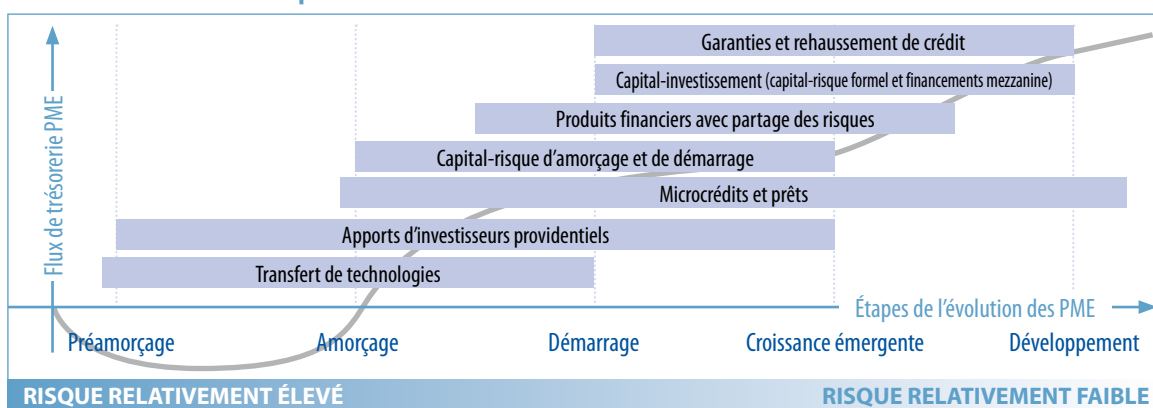 Garanties et rehaussement de crédit
Capital-investissement (capital-risque formel et financements mezzanine)
Produits financiers avec partage des risques
Capital-risque d'amorçage et de démarrage
Microcrédits et prêts
Apports d'investisseurs providentiels
Transfert de technologies
Flux de trésorerie PME
Étapes de l'évolution des PME
Préamorçage
Amorçage
Démarrage
Croissance émergente
Développement
RISQUE RELATIVEMENT ÉLEVÉ
RISQUE RELATIVEMENT FAIBLE